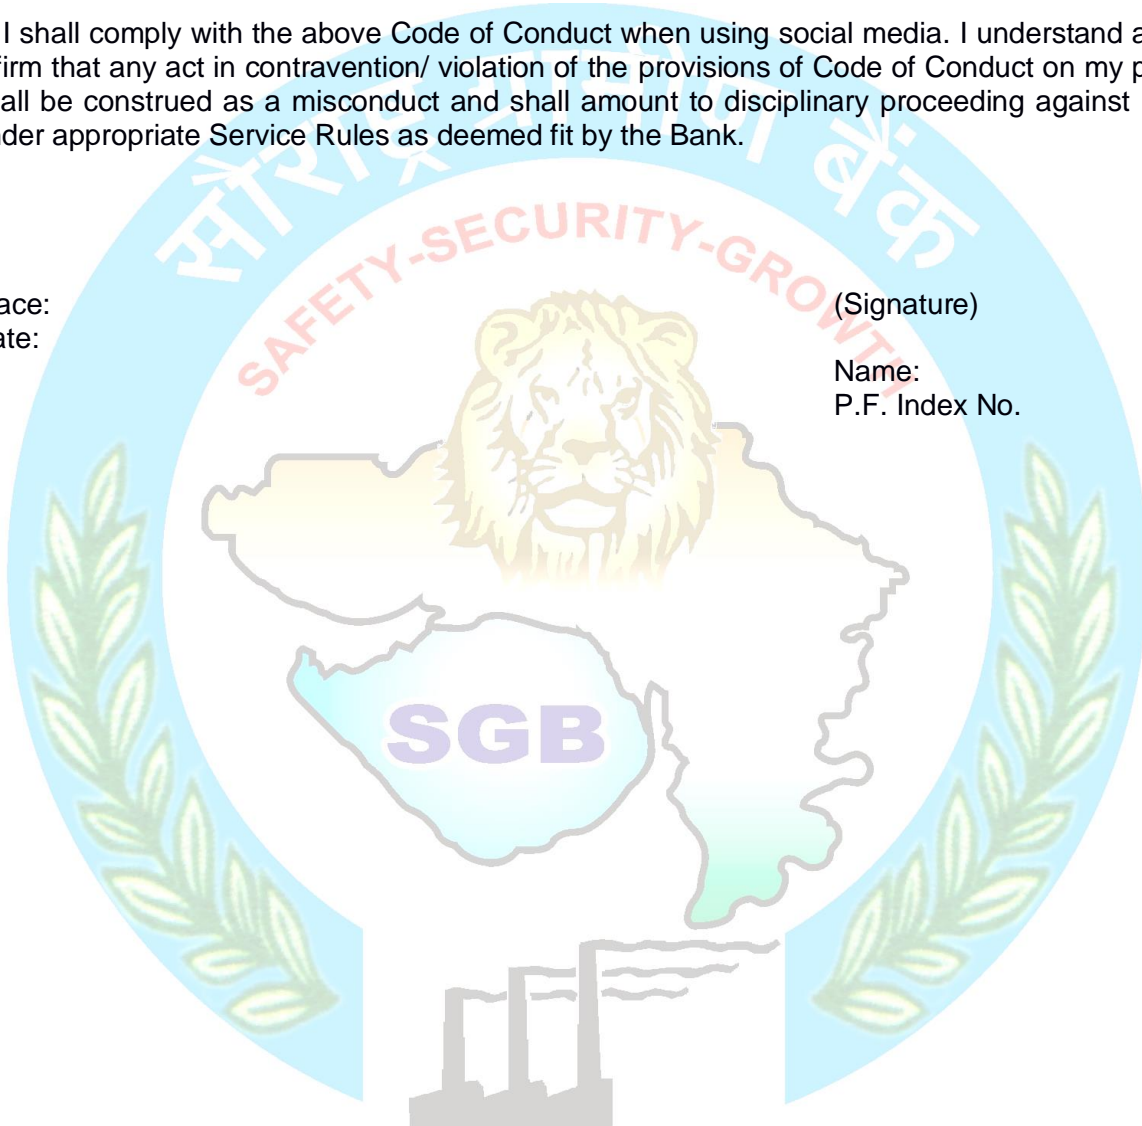 I shall comply with the above Code of Conduct when using social media. I understand a
firm that any act in contravention/ violation of the provisions of Code of Conduct on my p
all be construed as a misconduct and shall amount to disciplinary proceeding against
der appropriate Service Rules as deemed fit by the Bank.
सौराष्ट्र ग्रामीण बैंक
SAFETY-SECURITY-GROWTH
ace:
(Signature)
ate:
Name:
P.F. Index No.
SGB